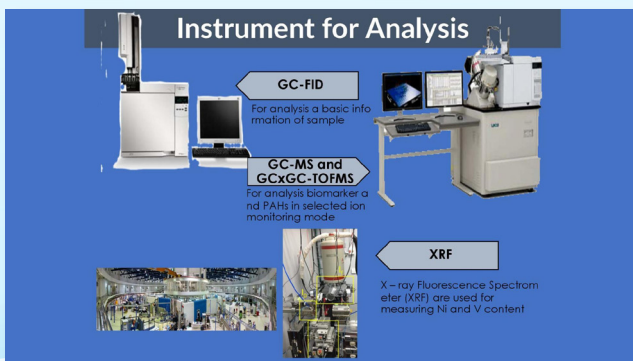 Instrument for Analysis
GC-FID
For analysis a basic info
rmation of sample
GC-MS and
GCxGC-TOFMS
For analysis biomarker a
nd PAHs in selected ion
monitoring mode
XRF
X – ray Fluorescence Spectrom
eter (XRF) are used for
measuring Ni and V content